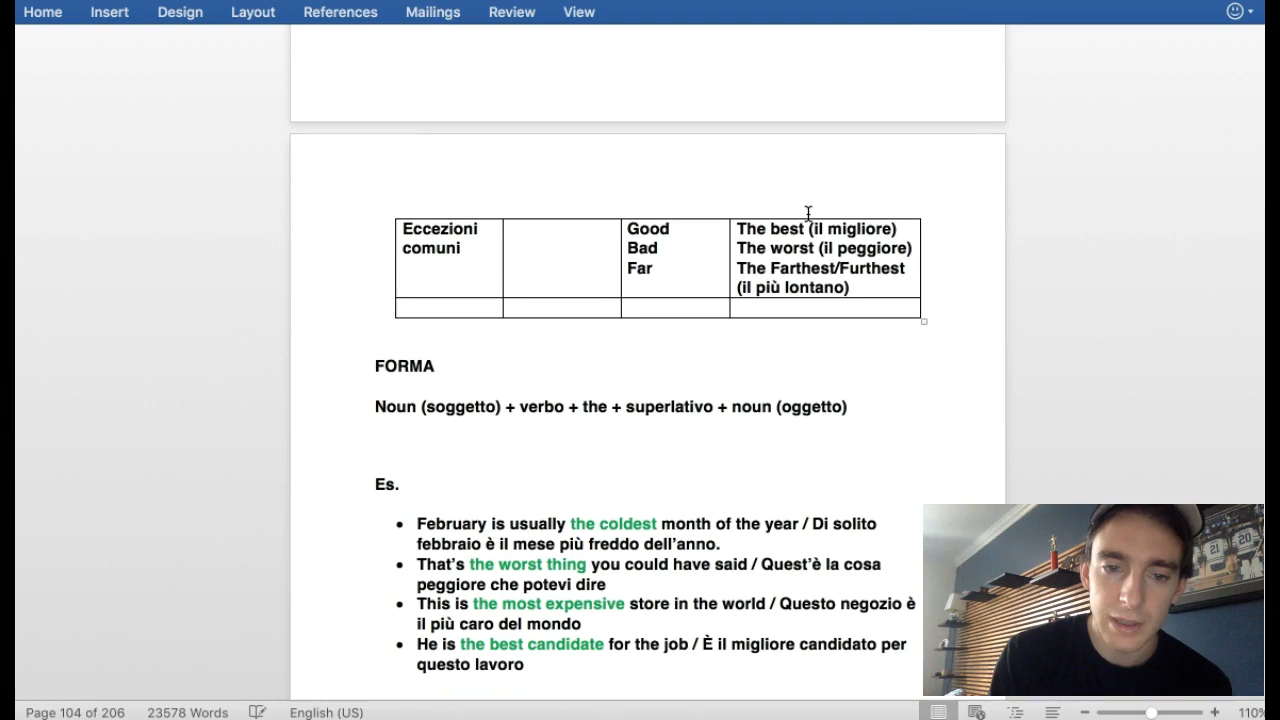 Home Insert Design Layout References Mailings Review View
Eccezioni comuni
Good
Bad
Far
The best (il migliore)
The worst (il peggiore)
The Farthest/Furthest
(il più lontano)
FORMA
Noun (soggetto) + verbo + the + superlativo + noun (oggetto)
Es.
• February is usually the coldest month of the year / Di solito
febbraio è il mese più freddo dell'anno.
• That's the worst thing you could have said / Quest'è la cosa
peggiore che potevi dire
• This is the most expensive store in the world / Questo negozio è
il più caro del mondo
• He is the best candidate for the job / È il migliore candidato per
questo lavoro
21 20
Page 104 of 206 23578 Words English (US) 110%